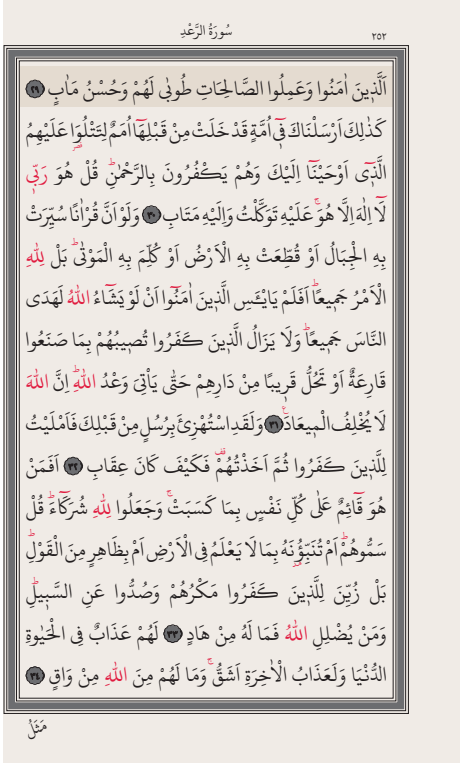 سُورَةُ الرَّعْدِ
٢٥٢
اَلَّذ۪ينَ اٰمَنُوا وَعَمِلُوا الصَّالِحَاتِ طُوبٰى لَهُمْ وَحُسْنُ مَاٰبٍ ﴿٢٩﴾
كَذٰلِكَ اَرْسَلْنَاكَ ف۪ٓي اُمَّةٍ قَدْ خَلَتْ مِنْ قَبْلِهَٓا اُمَمٌ لِتَتْلُوَ۬ا عَلَيْهِمُ
الَّذ۪ٓي اَوْحَيْنَٓا اِلَيْكَ وَهُمْ يَكْفُرُونَ بِالرَّحْمٰنِۜ قُلْ هُوَ رَبّ۪ي
لَٓا اِلٰهَ اِلَّا هُوَۚ عَلَيْهِ تَوَكَّلْتُ وَاِلَيْهِ مَتَابِ ﴿٣٠﴾ وَلَوْ اَنَّ قُرْاٰنًا سُيِّرَتْ
بِهِ الْجِبَالُ اَوْ قُطِّعَتْ بِهِ الْاَرْضُ اَوْ كُلِّمَ بِهِ الْمَوْتٰىۜ بَلْ لِلّٰهِ
الْاَمْرُ جَم۪يعًاۜ اَفَلَمْ يَايْـَٔسِ الَّذ۪ينَ اٰمَنُٓوا اَنْ لَوْ يَشَٓاءُ اللّٰهُ لَهَدَى
النَّاسَ جَم۪يعًاۜ وَلَا يَزَالُ الَّذ۪ينَ كَفَرُوا تُص۪يبُهُمْ بِمَا صَنَعُوا
قَارِعَةٌ اَوْ تَحُلُّ قَر۪يبًا مِنْ دَارِهِمْ حَتّٰى يَأْتِيَ وَعْدُ اللّٰهِۜ اِنَّ اللّٰهَ
لَا يُخْلِفُ الْم۪يعَادَ۟ ﴿٣١﴾ وَلَقَدِ اسْتُهْزِئَ بِرُسُلٍ مِنْ قَبْلِكَ فَاَمْلَيْتُ
لِلَّذ۪ينَ كَفَرُوا ثُمَّ اَخَذْتُهُمْ۠ فَكَيْفَ كَانَ عِقَابِ ﴿٣٢﴾ اَفَمَنْ
هُوَ قَٓائِمٌ عَلٰى كُلِّ نَفْسٍ بِمَا كَسَبَتْۚ وَجَعَلُوا لِلّٰهِ شُرَكَٓاءَۜ قُلْ
سَمُّوهُمْۜ اَمْ تُنَبِّؤُ۫نَهُ بِمَا لَا يَعْلَمُ فِي الْاَرْضِ اَمْ بِظَاهِرٍ مِنَ الْقَوْلِۜ
بَلْ زُيِّنَ لِلَّذ۪ينَ كَفَرُوا مَكْرُهُمْ وَصُدُّوا عَنِ السَّب۪يلِۜ
وَمَنْ يُضْلِلِ اللّٰهُ فَمَا لَهُ مِنْ هَادٍ ﴿٣٣﴾ لَهُمْ عَذَابٌ فِي الْحَيٰوةِ
الدُّنْيَا وَلَعَذَابُ الْاٰخِرَةِ اَشَقُّۚ وَمَا لَهُمْ مِنَ اللّٰهِ مِنْ وَاقٍ ﴿٣٤﴾
مَثَلُ